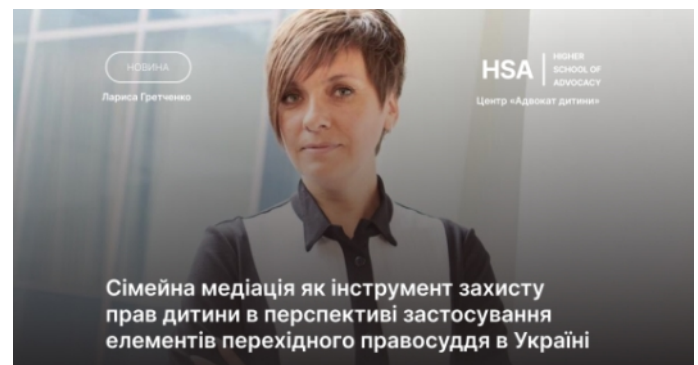 НОВИНА
Лариса Гретченко
HSA
HIGHER
SCHOOL OF
ADVOCACY
Центр «Адвокат дитини»
Сімейна медіація як інструмент захисту
прав дитини в перспективі застосування
елементів перехідного правосуддя в Україні